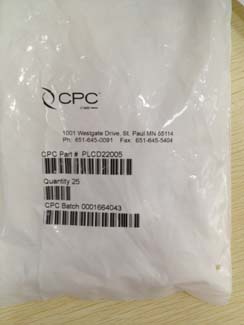 CPC
1001 Westgate Drive, St. Paul MN 55114
Ph: 651-645-0091 Fax: 651-645-5404
CPC Part # PLCD22005
Quantity 25
CPC Batch 0001664043